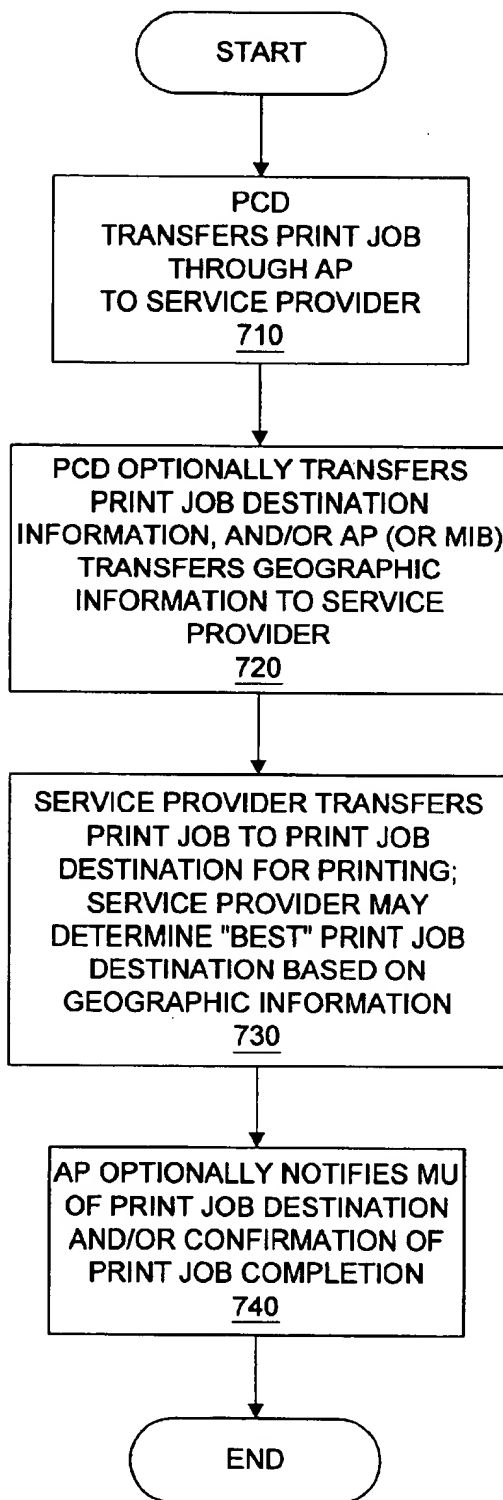 START
PCD
TRANSFERS PRINT JOB
THROUGH AP
TO SERVICE PROVIDER
710
PCD OPTIONALLY TRANSFERS
PRINT JOB DESTINATION
INFORMATION, AND/OR AP (OR MIB)
TRANSFERS GEOGRAPHIC
INFORMATION TO SERVICE
PROVIDER
720
SERVICE PROVIDER TRANSFERS
PRINT JOB TO PRINT JOB
DESTINATION FOR PRINTING;
SERVICE PROVIDER MAY
DETERMINE "BEST" PRINT JOB
DESTINATION BASED ON
GEOGRAPHIC INFORMATION
730
AP OPTIONALLY NOTIFIES MU
OF PRINT JOB DESTINATION
AND/OR CONFIRMATION OF
PRINT JOB COMPLETION
740
END